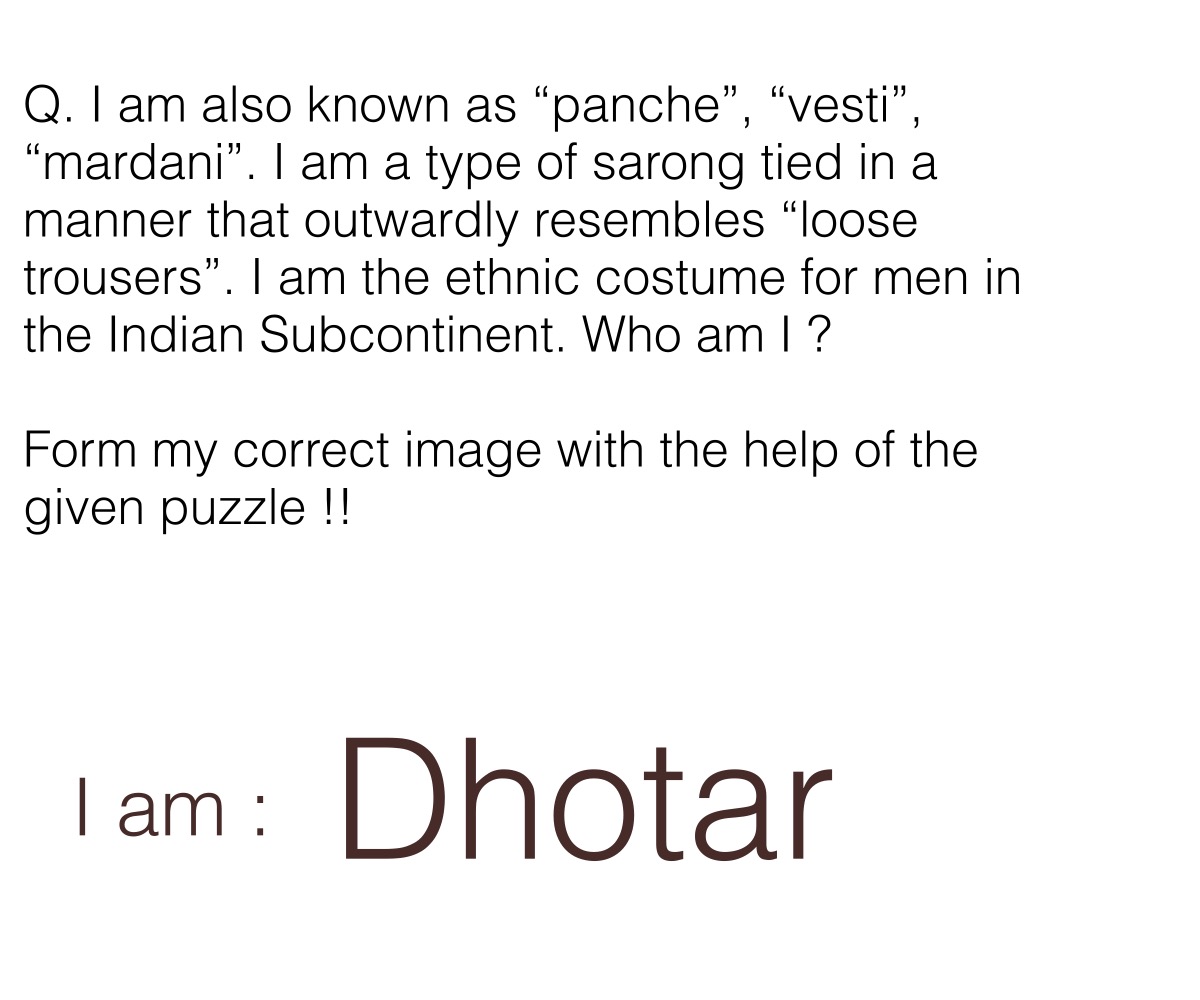 Q. I am also known as “panche”, “vesti”,
“mardani”. I am a type of sarong tied in a
manner that outwardly resembles “loose
trousers”. I am the ethnic costume for men in
the Indian Subcontinent. Who am I ?
Form my correct image with the help of the
given puzzle !!
I am : Dhotar